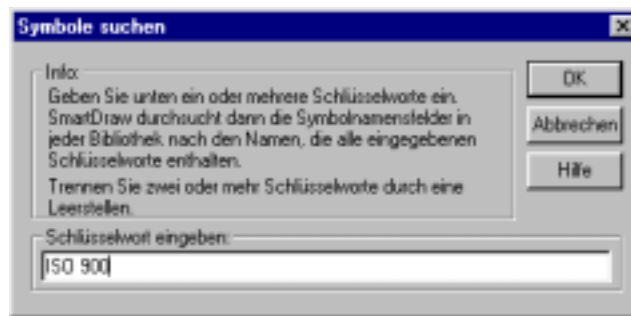 Symbole suchen
Info:
Geben Sie unten ein oder mehrere Schlüsselworte ein.
SmartDraw durchsucht dann die Symbolnamensfelder in
jeder Bibliothek nach den Namen, die alle eingegebenen
Schlüsselworte enthalten.
Trennen Sie zwei oder mehr Schlüsselworte durch eine
Leerstellen.
OK
Abbrechen
Hilfe
Schlüsselwort eingeben:
ISO 900